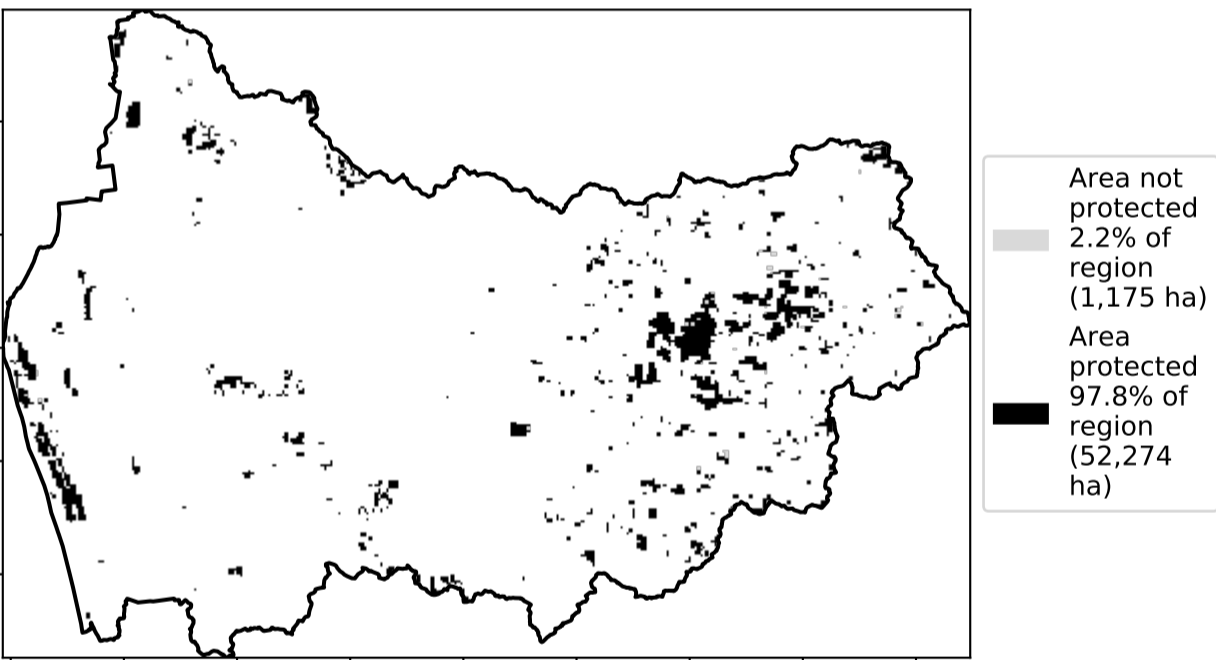 Area not
protected
2.2% of
region
(1,175 ha)
Area
protected
97.8% of
region
(52,274
ha)